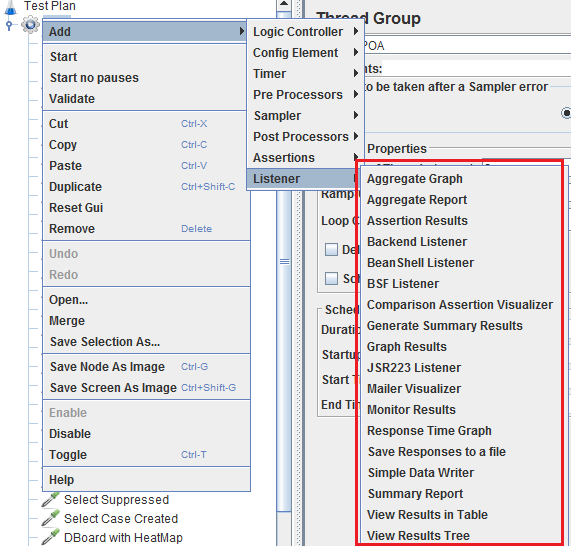 Test Plan
Add
Start
Start no pauses
Validate
Cut Ctrl-X
Copy Ctrl-C
Paste Ctrl-V
Duplicate Ctrl+Shift-C
Reset Gui
Remove Delete
Undo
Redo
Open...
Merge
Save Selection As...
Save Node As Image Ctrl-G
Save Screen As Image Ctrl+Shift-G
Enable
Disable
Toggle Ctrl-T
Help
Select Suppressed
Select Case Created
DBoard with HeatMap
Logic Controller
Config Element
Timer
Pre Processors
Sampler
Post Processors
Assertions
Listener
Thread Group
POA
to be taken after a Sampler error
Properties
Ramp
Loop C
Del
Sch
Sched
Duratio
Startup
Start T
End Tim
Aggregate Graph
Aggregate Report
Assertion Results
Backend Listener
BeanShell Listener
BSF Listener
Comparison Assertion Visualizer
Generate Summary Results
Graph Results
JSR223 Listener
Mailer Visualizer
Monitor Results
Response Time Graph
Save Responses to a file
Simple Data Writer
Summary Report
View Results in Table
View Results Tree